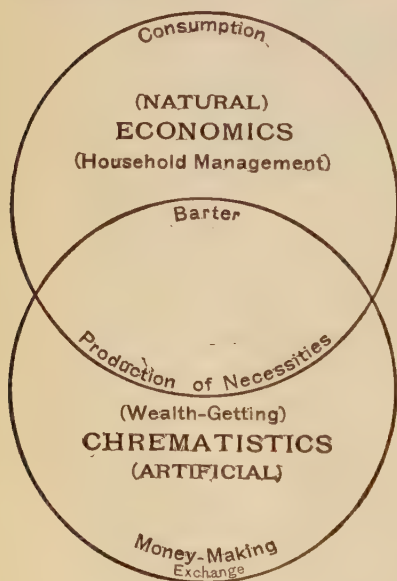 Consumption
(NATURAL)
ECONOMICS
(Household Management)
Barter
Production of Necessities
(Wealth-Getting)
CHREMATISTICS
(ARTIFICIAL)
Money-Making
Exchange